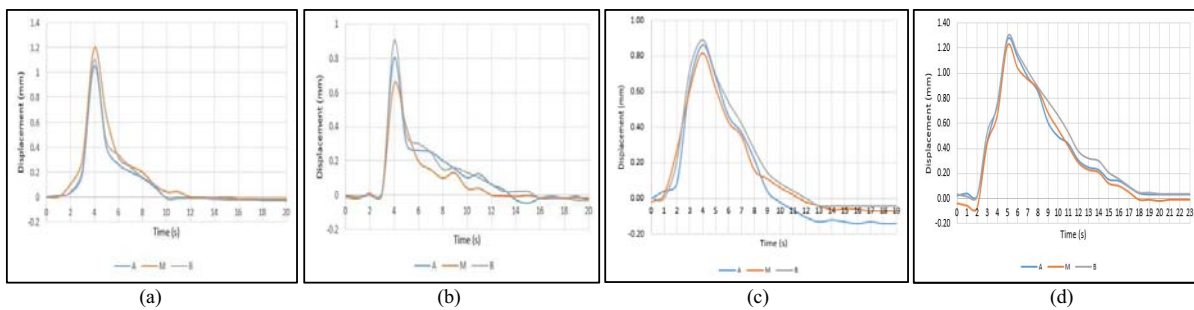 1.4
1.2
1
0.8
0.6
0.4
0.2
0
-0.2
0 2 4 6 8 10 12 14 16 18 20
Displacement (mm)
Time (s)
A M B
(a)
1
0.8
0.6
0.4
0.2
0
-0.2
0 2 4 6 8 10 12 14 16 18 20
Displacement (mm)
Time (s)
A M B
(b)
1.00
0.80
0.60
0.40
0.20
0.00
-0.20
0 1 2 3 4 5 6 7 8 9 10 11 12 13 14 15 16 17 18 19
Displacement (mm)
Time (s)
A M B
(c)
1.40
1.20
1.00
0.80
0.60
0.40
0.20
0.00
-0.20
0 1 2 3 4 5 6 7 8 9 10 11 12 13 14 15 16 17 18 19 20 21 22 23
Displacement (mm)
Time (s)
A M B
(d)